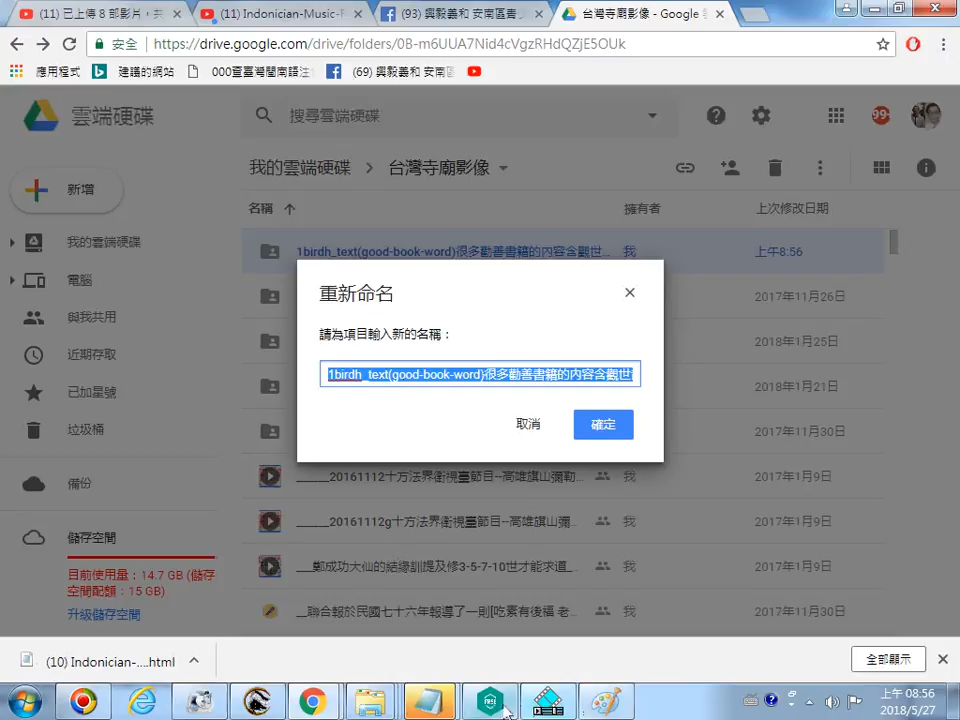 (11) 已上傳 8 部影片，共
(11) Indonician-Music-F
(93) 興毅義和 安南區青少
台灣寺廟影像 - Google 雲
安全
https://drive.google.com/drive/folders/0B-m6UUA7Nid4cVgzRHdQZjE5OUk
應用程式
建議的網站
000查臺灣閩南語注音
(69) 興毅義和 安南區
雲端硬碟
搜尋雲端硬碟
99+
新增
我的雲端硬碟
台灣寺廟影像
名稱
擁有者
上次修改日期
我的雲端硬碟
電腦
與我共用
近期存取
已加星號
垃圾桶
備份
儲存空間
目前使用量：14.7 GB (儲存
空間配額：15 GB)
升級儲存空間
1birdh_text(good-book-word)很多勸善書籍的內容含觀世...
我
上午8:56
2017年11月26日
2018年1月25日
2018年1月21日
2017年11月30日
______20161112十方法界衛視臺節目--高雄旗山彌勒...
我
2017年1月9日
______20161112g十方法界衛視臺節目--高雄旗山彌...
我
2017年1月9日
___鄭成功大仙的結緣訓提及修3-5-7-10世才能求道_...
我
2017年1月9日
__聯合報於民國七十六年報導了一則[吃素有後福 老...
我
2017年11月30日
重新命名
請為項目輸入新的名稱：
1birdh_text(good-book-word)很多勸善書籍的內容含觀世
取消
確定
(10) Indonician-....html
全部顯示
上午 08:56
2018/5/27